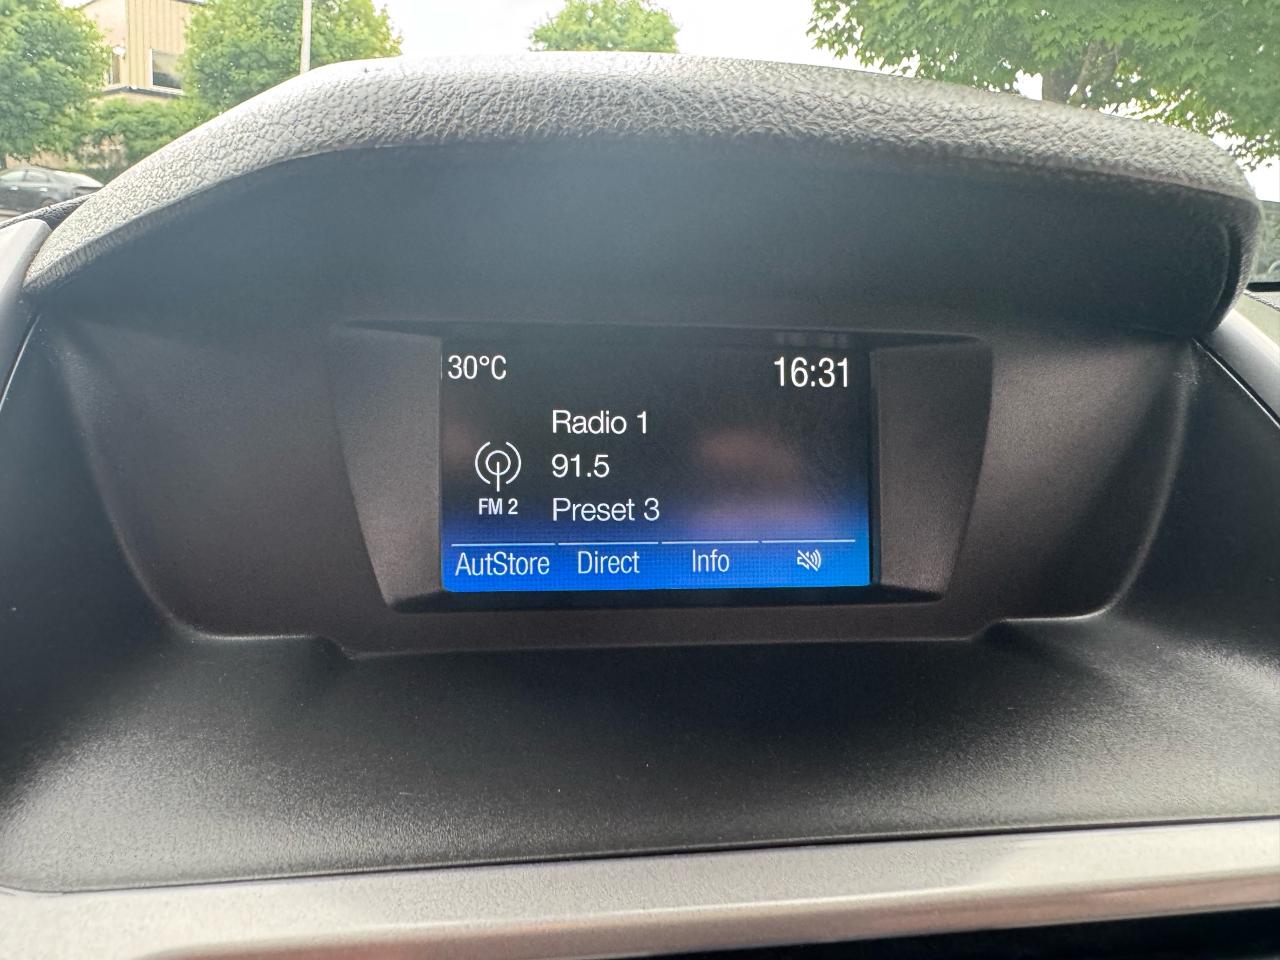 30°C 16:31
Radio 1
91.5
FM 2 Preset 3
AutStore Direct Info